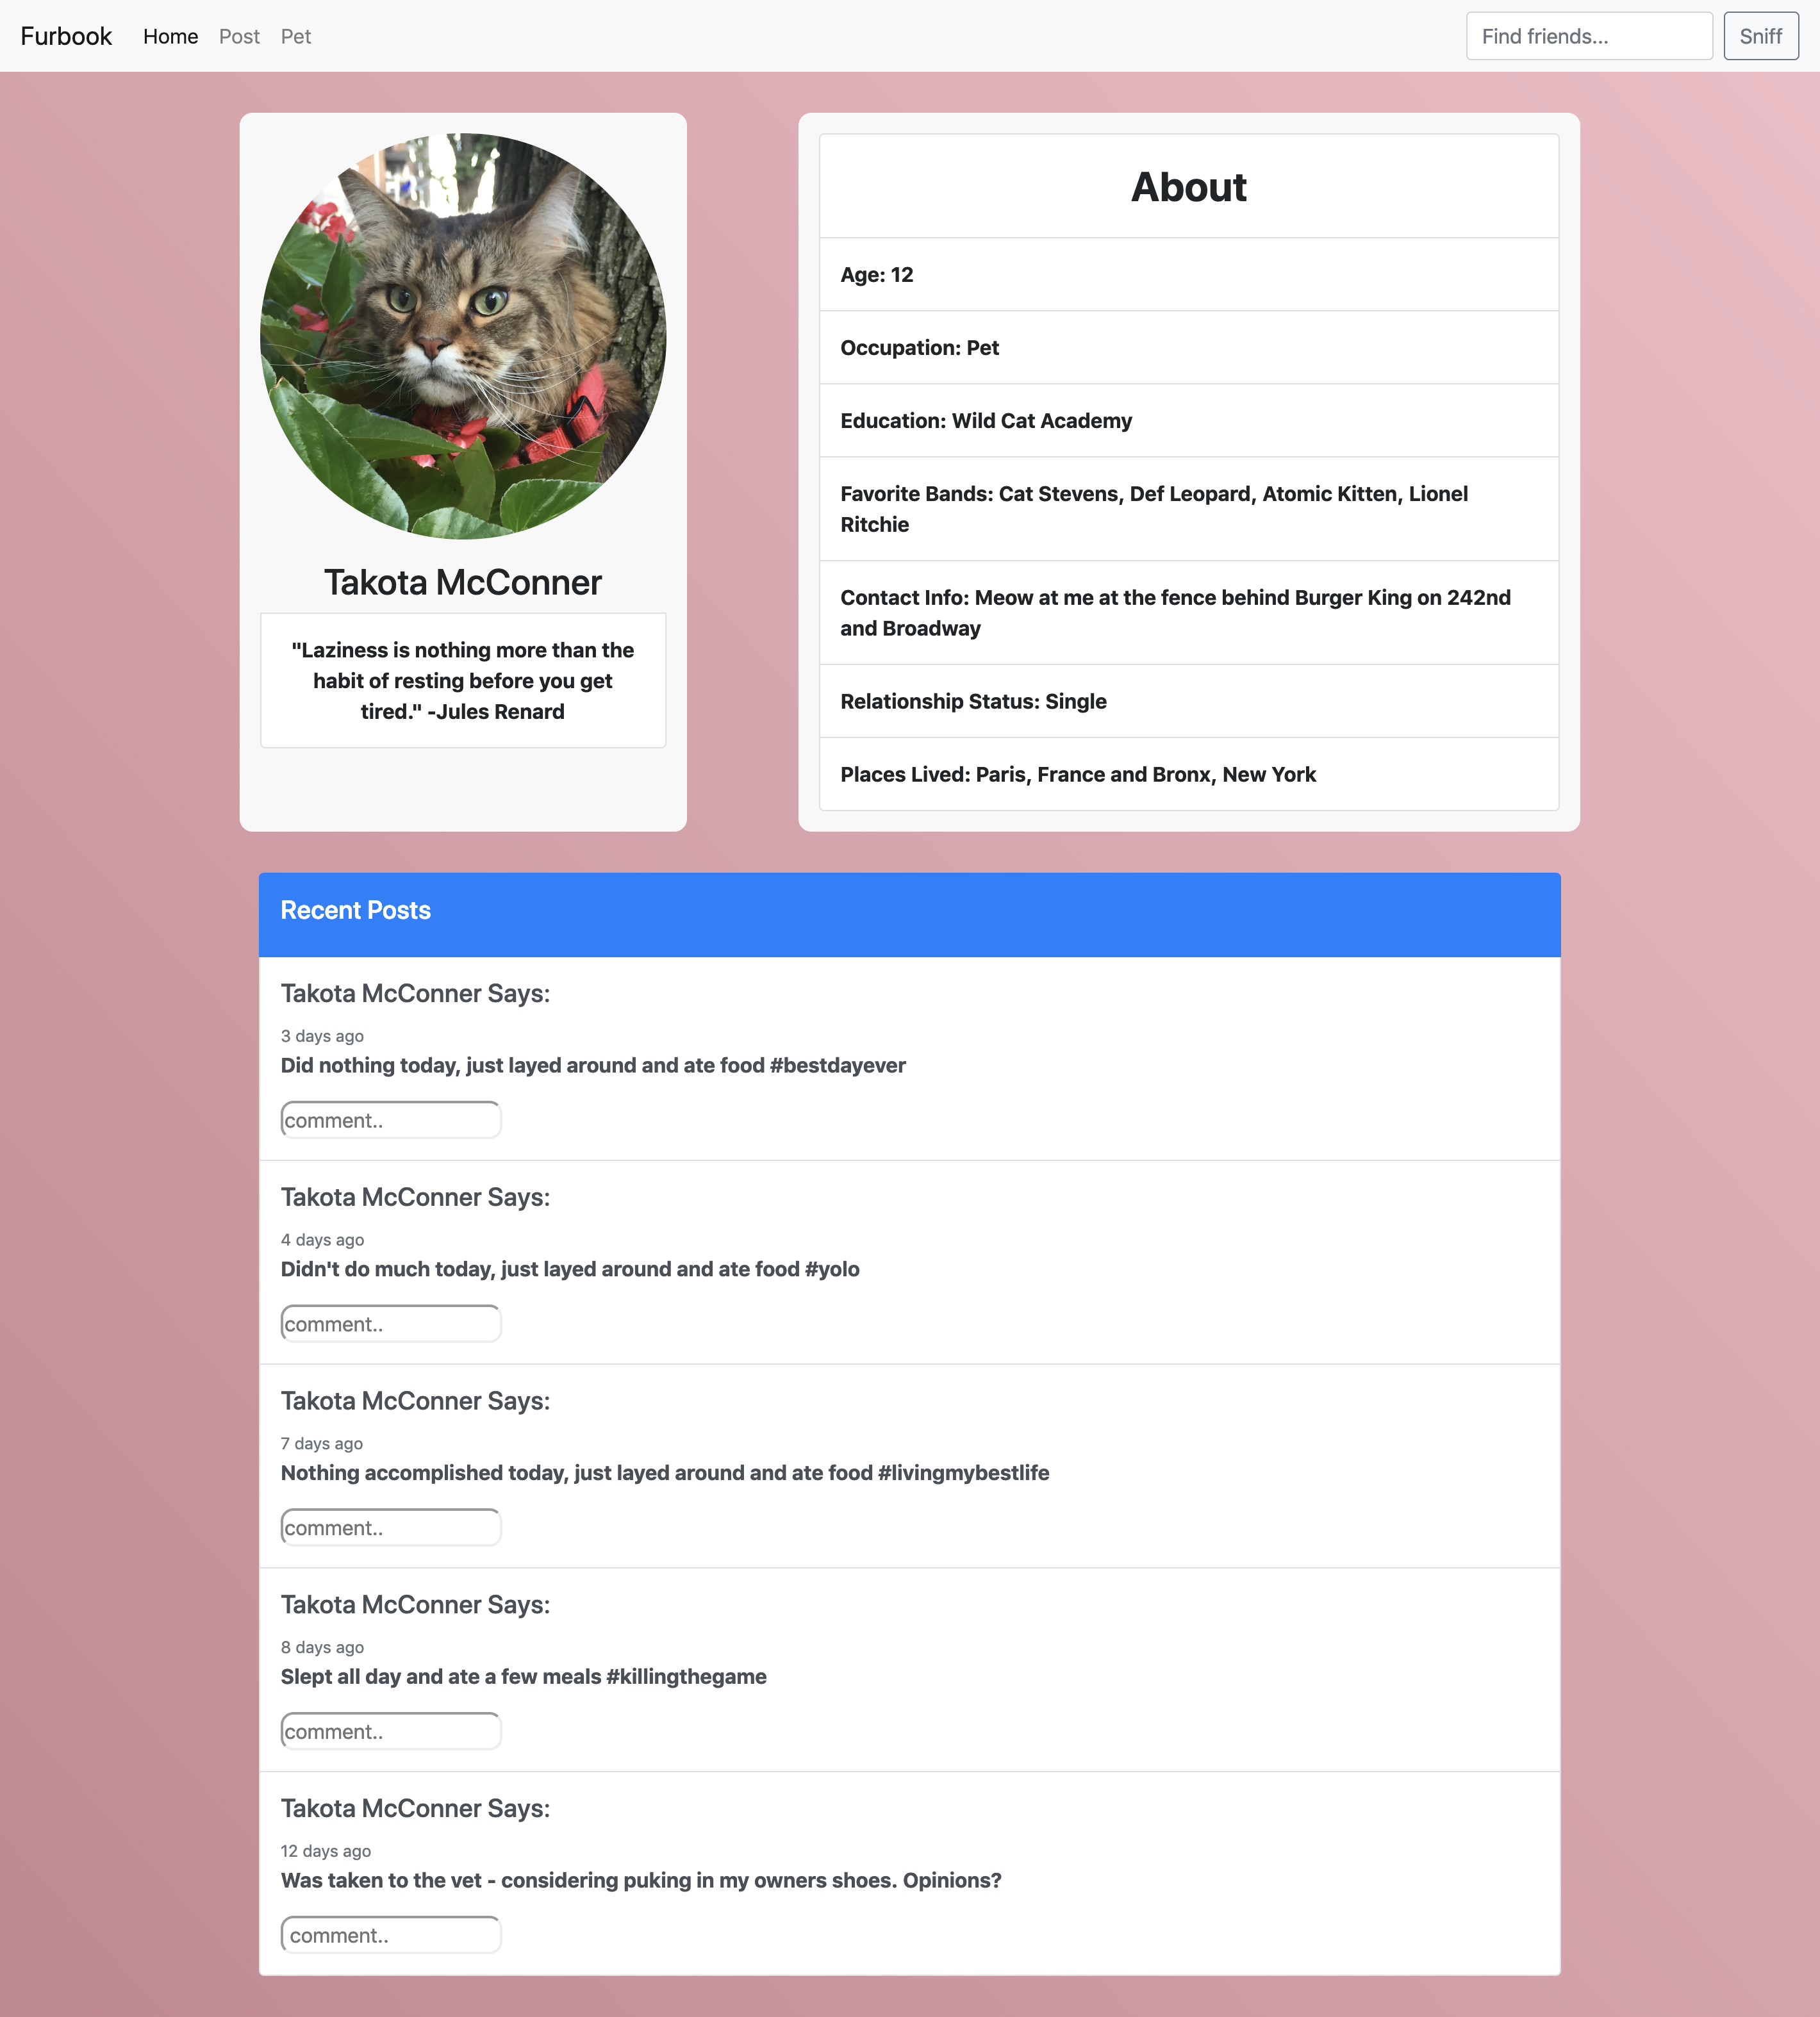 Furbook Home Post Pet Find friends... Sniff
Takota McConner
"Laziness is nothing more than the
habit of resting before you get
tired." -Jules Renard
About
Age: 12
Occupation: Pet
Education: Wild Cat Academy
Favorite Bands: Cat Stevens, Def Leopard, Atomic Kitten, Lionel
Ritchie
Contact Info: Meow at me at the fence behind Burger King on 242nd
and Broadway
Relationship Status: Single
Places Lived: Paris, France and Bronx, New York
Recent Posts
Takota McConner Says:
3 days ago
Did nothing today, just layed around and ate food #bestdayever
comment..
Takota McConner Says:
4 days ago
Didn't do much today, just layed around and ate food #yolo
comment..
Takota McConner Says:
7 days ago
Nothing accomplished today, just layed around and ate food #livingmybestlife
comment..
Takota McConner Says:
8 days ago
Slept all day and ate a few meals #killingthegame
comment..
Takota McConner Says:
12 days ago
Was taken to the vet - considering puking in my owners shoes. Opinions?
comment..